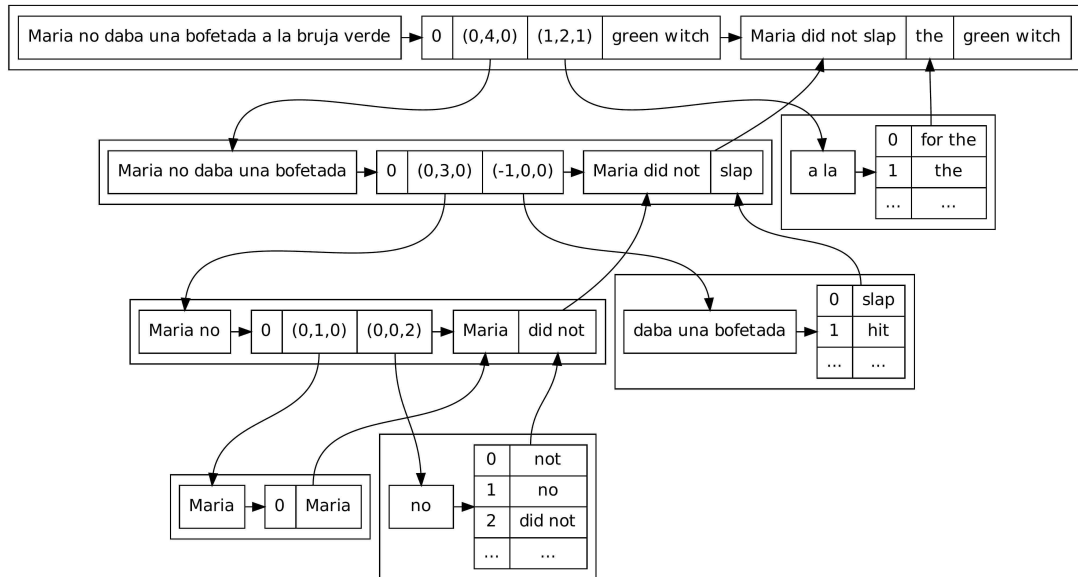 Maria no daba una bofetada a la bruja verde 0 (0,4,0) (1,2,1) green witch Maria did not slap the green witch
Maria no daba una bofetada 0 (0,3,0) (-1,0,0) Maria did not slap
a la
0 for the
1 the
... ...
Maria no 0 (0,1,0) (0,0,2) Maria did not
daba una bofetada
0 slap
1 hit
... ...
Maria 0 Maria
no
0 not
1 no
2 did not
... ...